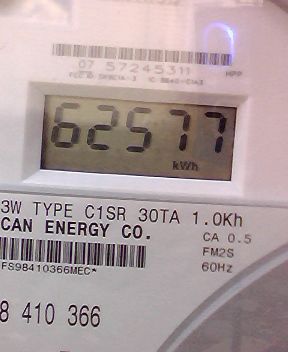 07 57245311 HPP
62577
kWh
3W TYPE C1SR 30TA 1.0Kh
CAN ENERGY CO.
CA 0.5
FM2S
FS98410366MEC*
60Hz
8 410 366